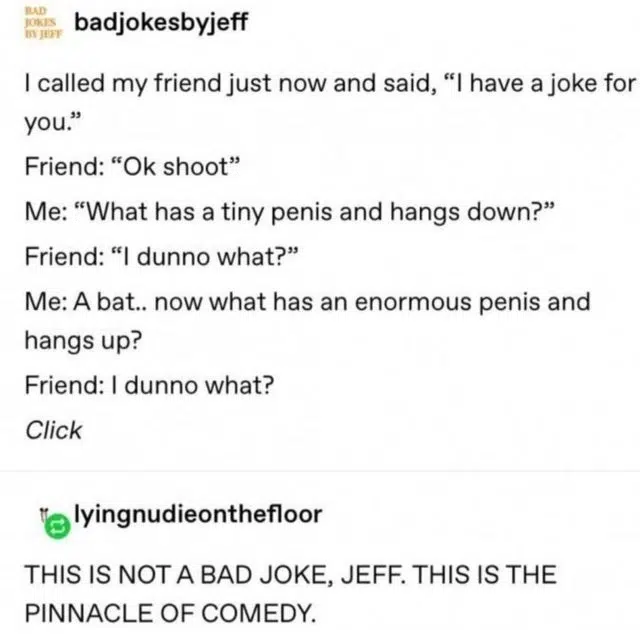 BAD
JOKES
BY JEFF
badjokesbyjeff
I called my friend just now and said, “I have a joke for
you.”
Friend: “Ok shoot”
Me: “What has a tiny penis and hangs down?”
Friend: “I dunno what?”
Me: A bat.. now what has an enormous penis and
hangs up?
Friend: I dunno what?
Click
lyingnudieonthefloor
THIS IS NOT A BAD JOKE, JEFF. THIS IS THE
PINNACLE OF COMEDY.